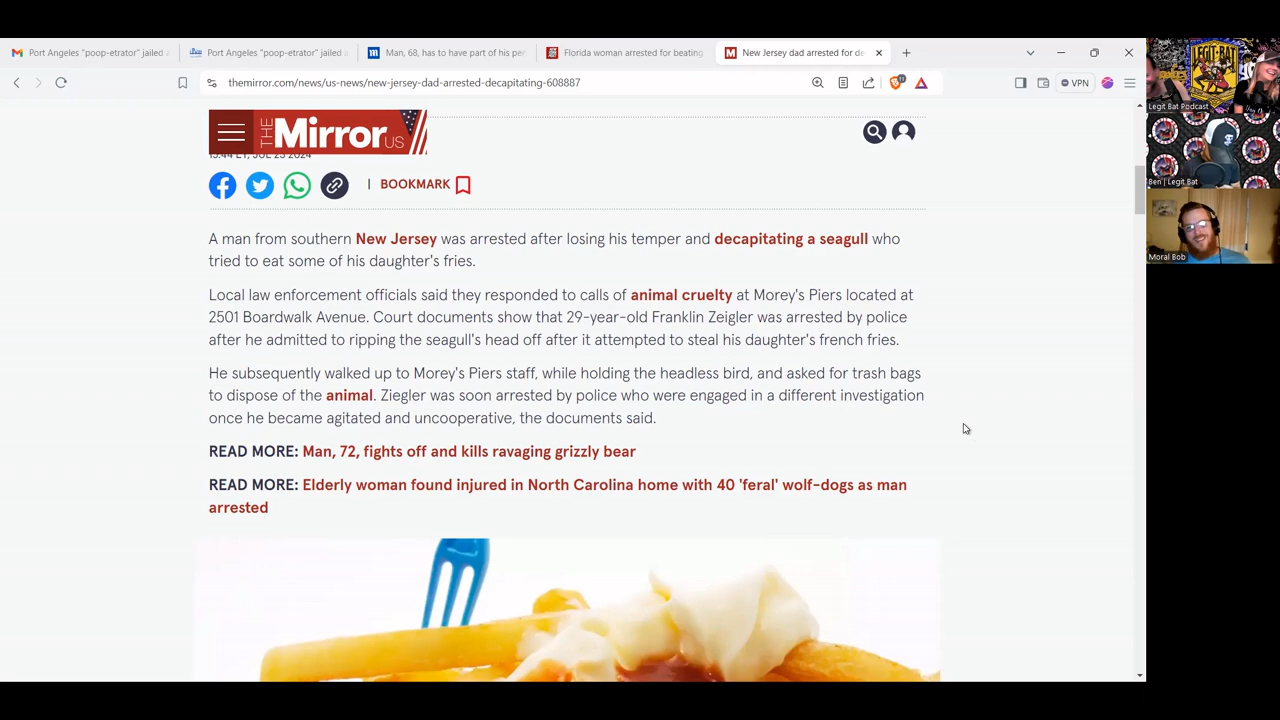 Port Angeles "poop-etrator" jailed a
Port Angeles "poop-etrator" jailed a
Man, 68, has to have part of his pen
Florida woman arrested for beating
New Jersey dad arrested for de
themirror.com/news/us-news/new-jersey-dad-arrested-decapitating-608887
VPN
THE Mirror US
BOOKMARK
A man from southern New Jersey was arrested after losing his temper and decapitating a seagull who
tried to eat some of his daughter's fries.
Local law enforcement officials said they responded to calls of animal cruelty at Morey's Piers located at
2501 Boardwalk Avenue. Court documents show that 29-year-old Franklin Zeigler was arrested by police
after he admitted to ripping the seagull's head off after it attempted to steal his daughter's french fries.
He subsequently walked up to Morey's Piers staff, while holding the headless bird, and asked for trash bags
to dispose of the animal. Ziegler was soon arrested by police who were engaged in a different investigation
once he became agitated and uncooperative, the documents said.
READ MORE: Man, 72, fights off and kills ravaging grizzly bear
READ MORE: Elderly woman found injured in North Carolina home with 40 'feral' wolf-dogs as man
arrested
LEGIT-BAT
Legit Bat Podcast
Ben | Legit Bat
Moral Bob